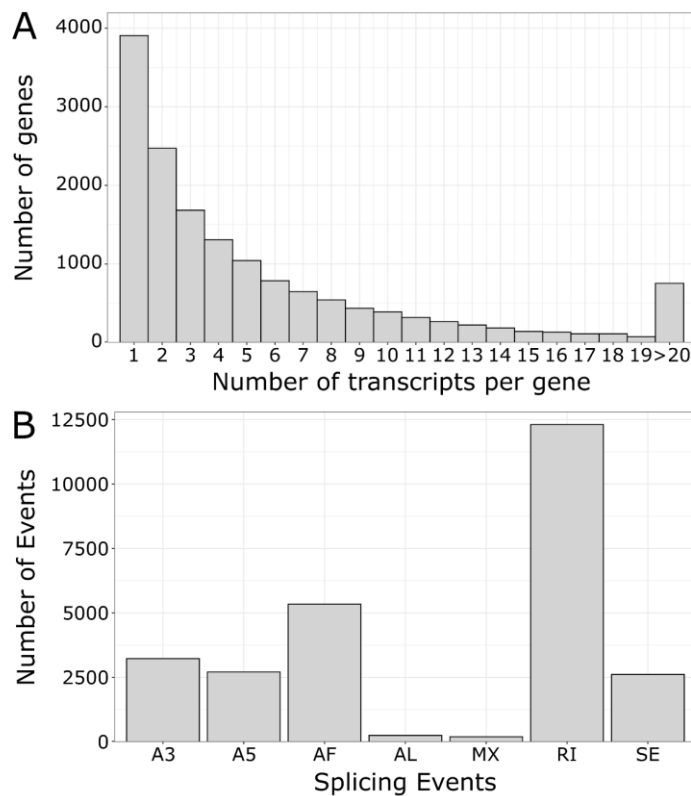 A
Number of genes
4000
3000
2000
1000
0
1 2 3 4 5 6 7 8 9 10 11 12 13 14 15 16 17 18 19 >20
Number of transcripts per gene
B
Number of Events
12500
10000
7500
5000
2500
0
A3 A5 AF AL MX RI SE
Splicing Events